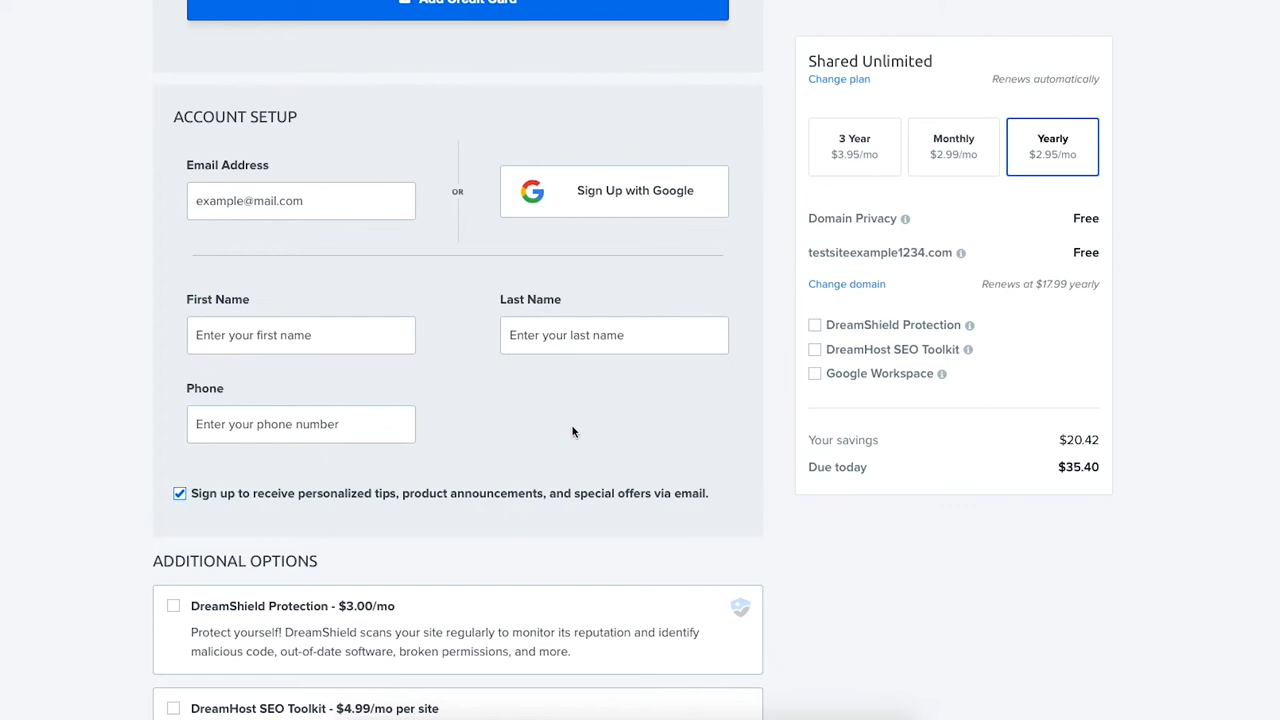 Add Credit Card
ACCOUNT SETUP
Email Address
example@mail.com
OR
Sign Up with Google
First Name
Enter your first name
Last Name
Enter your last name
Phone
Enter your phone number
Sign up to receive personalized tips, product announcements, and special offers via email.
ADDITIONAL OPTIONS
DreamShield Protection - $3.00/mo
Protect yourself! DreamShield scans your site regularly to monitor its reputation and identify
malicious code, out-of-date software, broken permissions, and more.
DreamHost SEO Toolkit - $4.99/mo per site
Shared Unlimited
Change plan
Renews automatically
3 Year
$3.95/mo
Monthly
$2.99/mo
Yearly
$2.95/mo
Domain Privacy
Free
testsiteexample1234.com
Free
Change domain
Renews at $17.99 yearly
DreamShield Protection
DreamHost SEO Toolkit
Google Workspace
Your savings
$20.42
Due today
$35.40